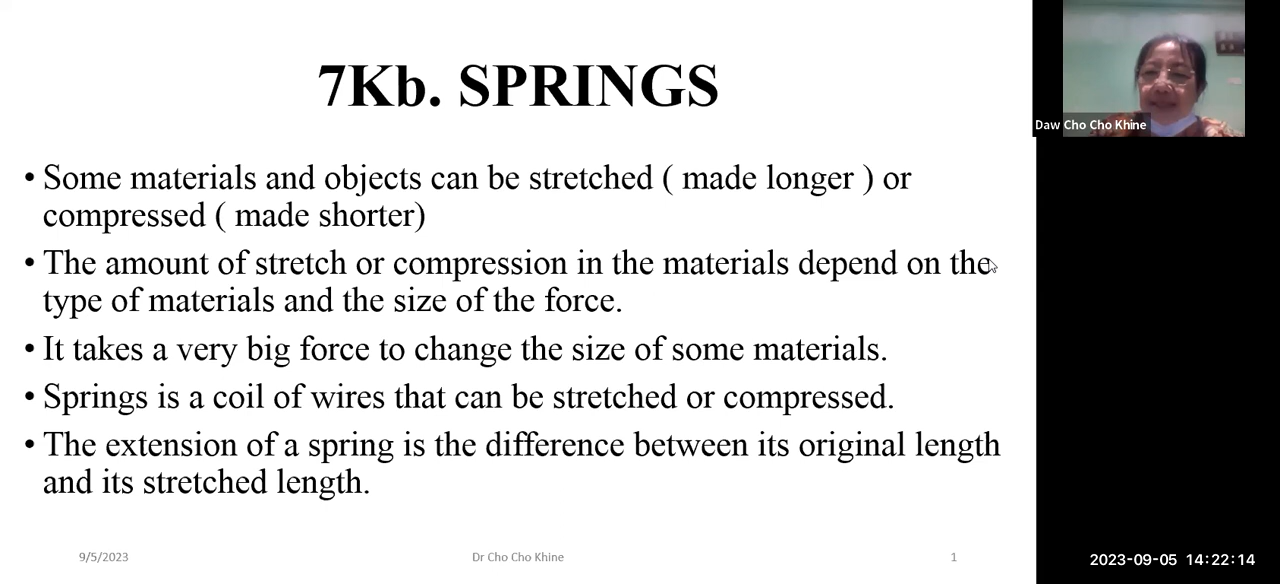 7Kb. SPRINGS
• Some materials and objects can be stretched ( made longer ) or
compressed ( made shorter)
• The amount of stretch or compression in the materials depend on the
type of materials and the size of the force.
• It takes a very big force to change the size of some materials.
• Springs is a coil of wires that can be stretched or compressed.
• The extension of a spring is the difference between its original length
and its stretched length.
9/5/2023
Dr Cho Cho Khine
1
Daw Cho Cho Khine
2023-09-05 14:22:14